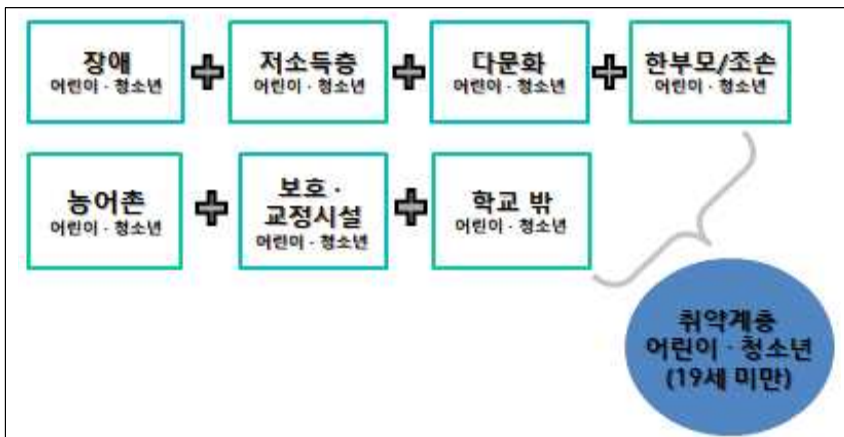 장애
어린이 · 청소년
저소득층
어린이 · 청소년
다문화
어린이 · 청소년
한부모/조손
어린이 · 청소년
농어촌
어린이 · 청소년
보호 ·
교정시설
어린이 · 청소년
학교 밖
어린이 · 청소년
취약계층
어린이 · 청소년
(19세 미만)